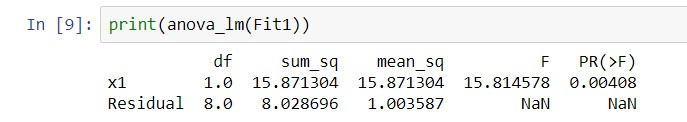 In [9]: print(anova_lm(Fit1))
df sum_sq mean_sq F PR(>F)
x1 1.0 15.871304 15.871304 15.814578 0.00408
Residual 8.0 8.028696 1.003587 NaN NaN